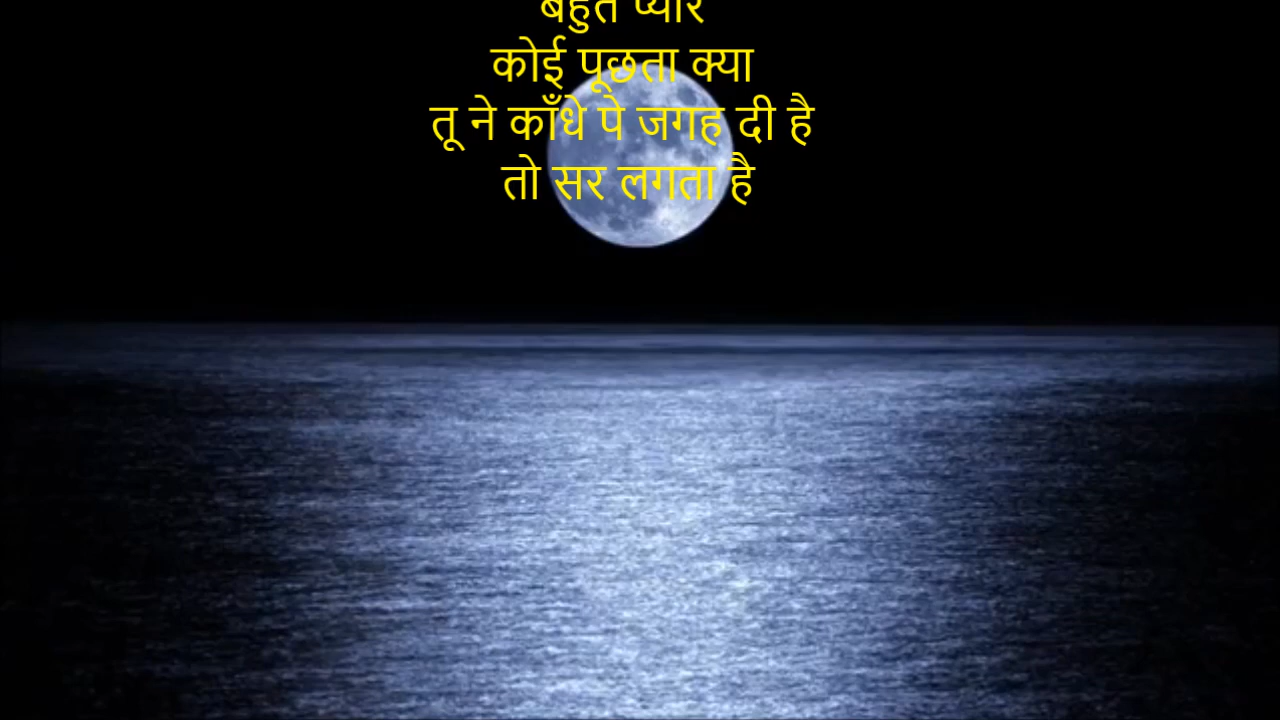 बहुत प्यार
कोई पूछता क्या
तू ने काँधे पे जगह दी है
तो सर लगता है